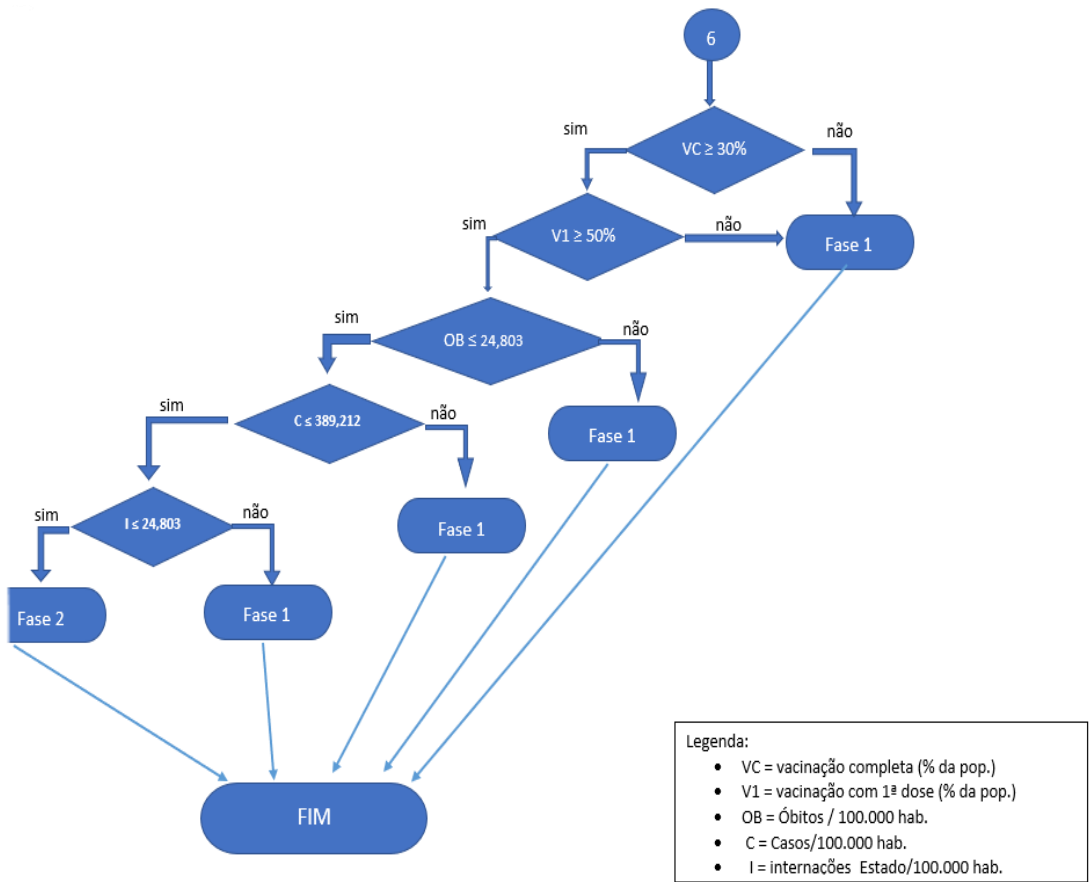 6
VC ≥ 30%
sim
não
V1 ≥ 50%
sim
não
Fase 1
OB ≤ 24,803
sim
não
Fase 1
C ≤ 389,212
sim
não
Fase 1
I ≤ 24,803
sim
não
Fase 2
Fase 1
FIM
Legenda:
• VC = vacinação completa (% da pop.)
• V1 = vacinação com 1ª dose (% da pop.)
• OB = Óbitos / 100.000 hab.
• C = Casos/100.000 hab.
• I = internações Estado/100.000 hab.